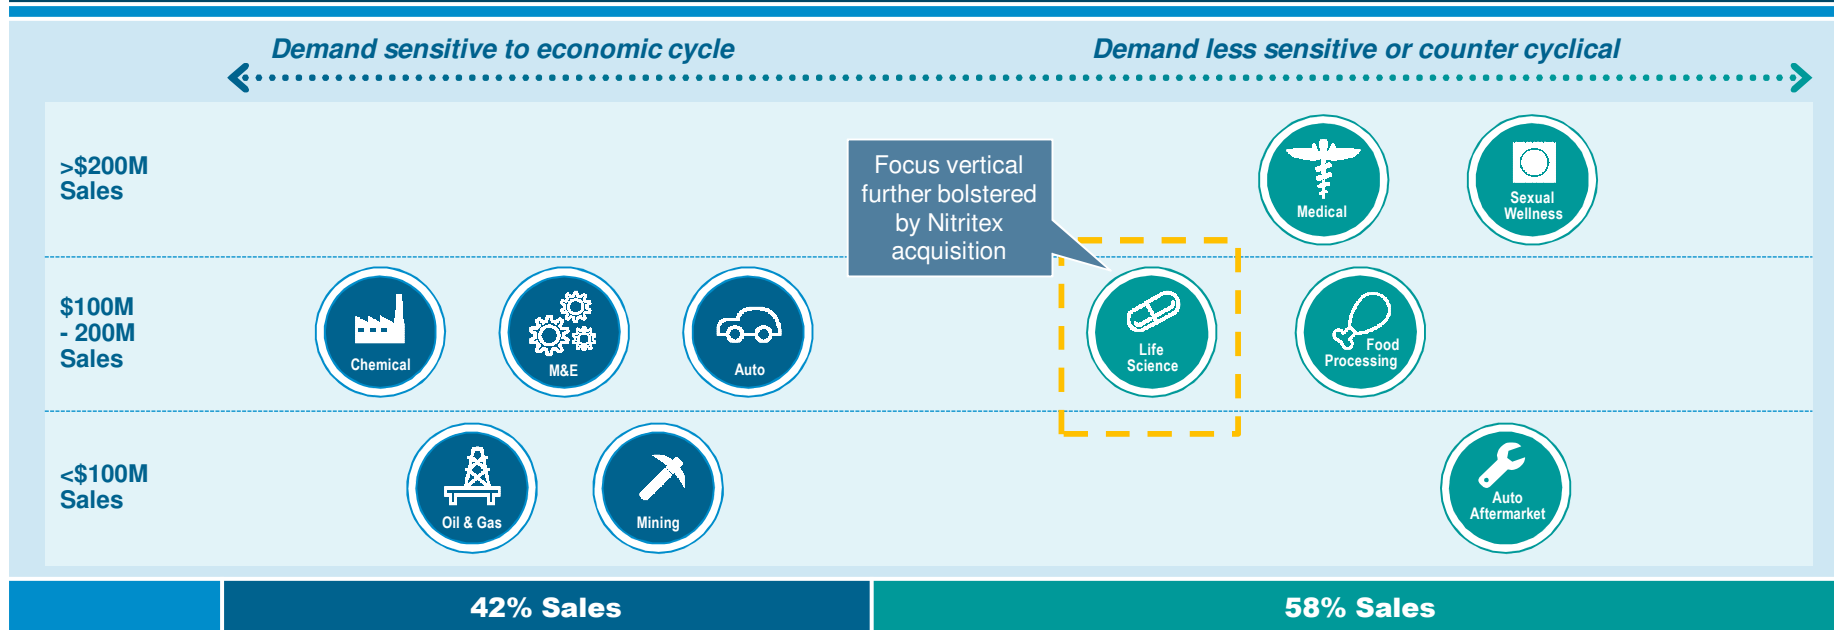 Demand sensitive to economic cycle
Demand less sensitive or counter cyclical
>$200M
Sales
Focus vertical
further bolstered
by Nitritex
acquisition
Medical
Sexual
Wellness
$100M
- 200M
Sales
Chemical
M&E
Auto
Life
Science
Food
Processing
<$100M
Sales
Oil & Gas
Mining
Auto
Aftermarket
42% Sales
58% Sales